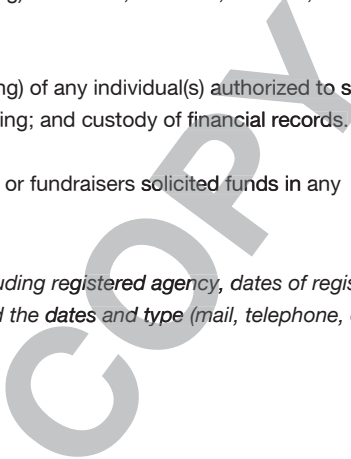 ng) of any individual(s) authorized to s
ing; and custody of financial records.
or fundraisers solicited funds in any
uding registered agency, dates of regis
d the dates and type (mail, telephone,
COPY